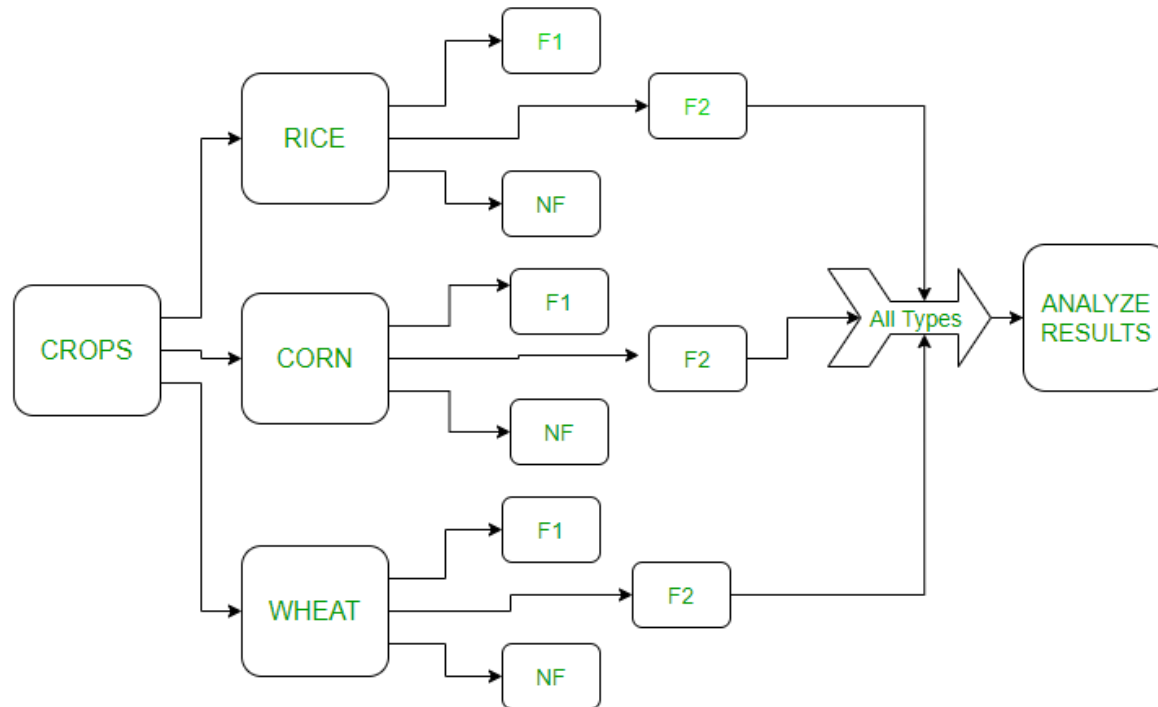 F1
F2
RICE
NF
F1
All Types
ANALYZE
RESULTS
CROPS
CORN
F2
NF
F1
WHEAT
F2
NF